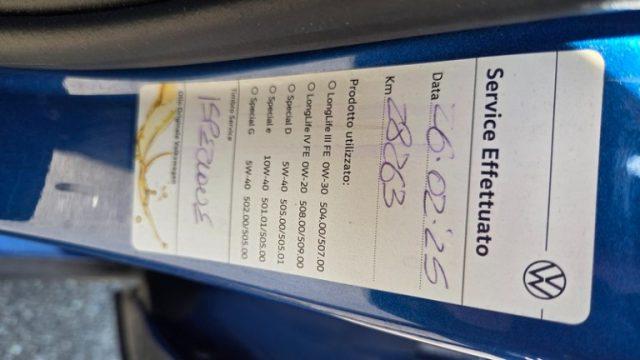 Service Effettuato
Data 26.02.25
Km 28263
Prodotto utilizzato:
LongLife III FE 0W-30 504.00/507.00
LongLife IV FE 0W-20 508.00/509.00
Special D 5W-40 505.00/505.01
Special e 10W-40 501.01/505.00
Special G 5W-40 502.00/505.00
Timbro Service
ISPEZIONE
Olio Originale Volkswagen